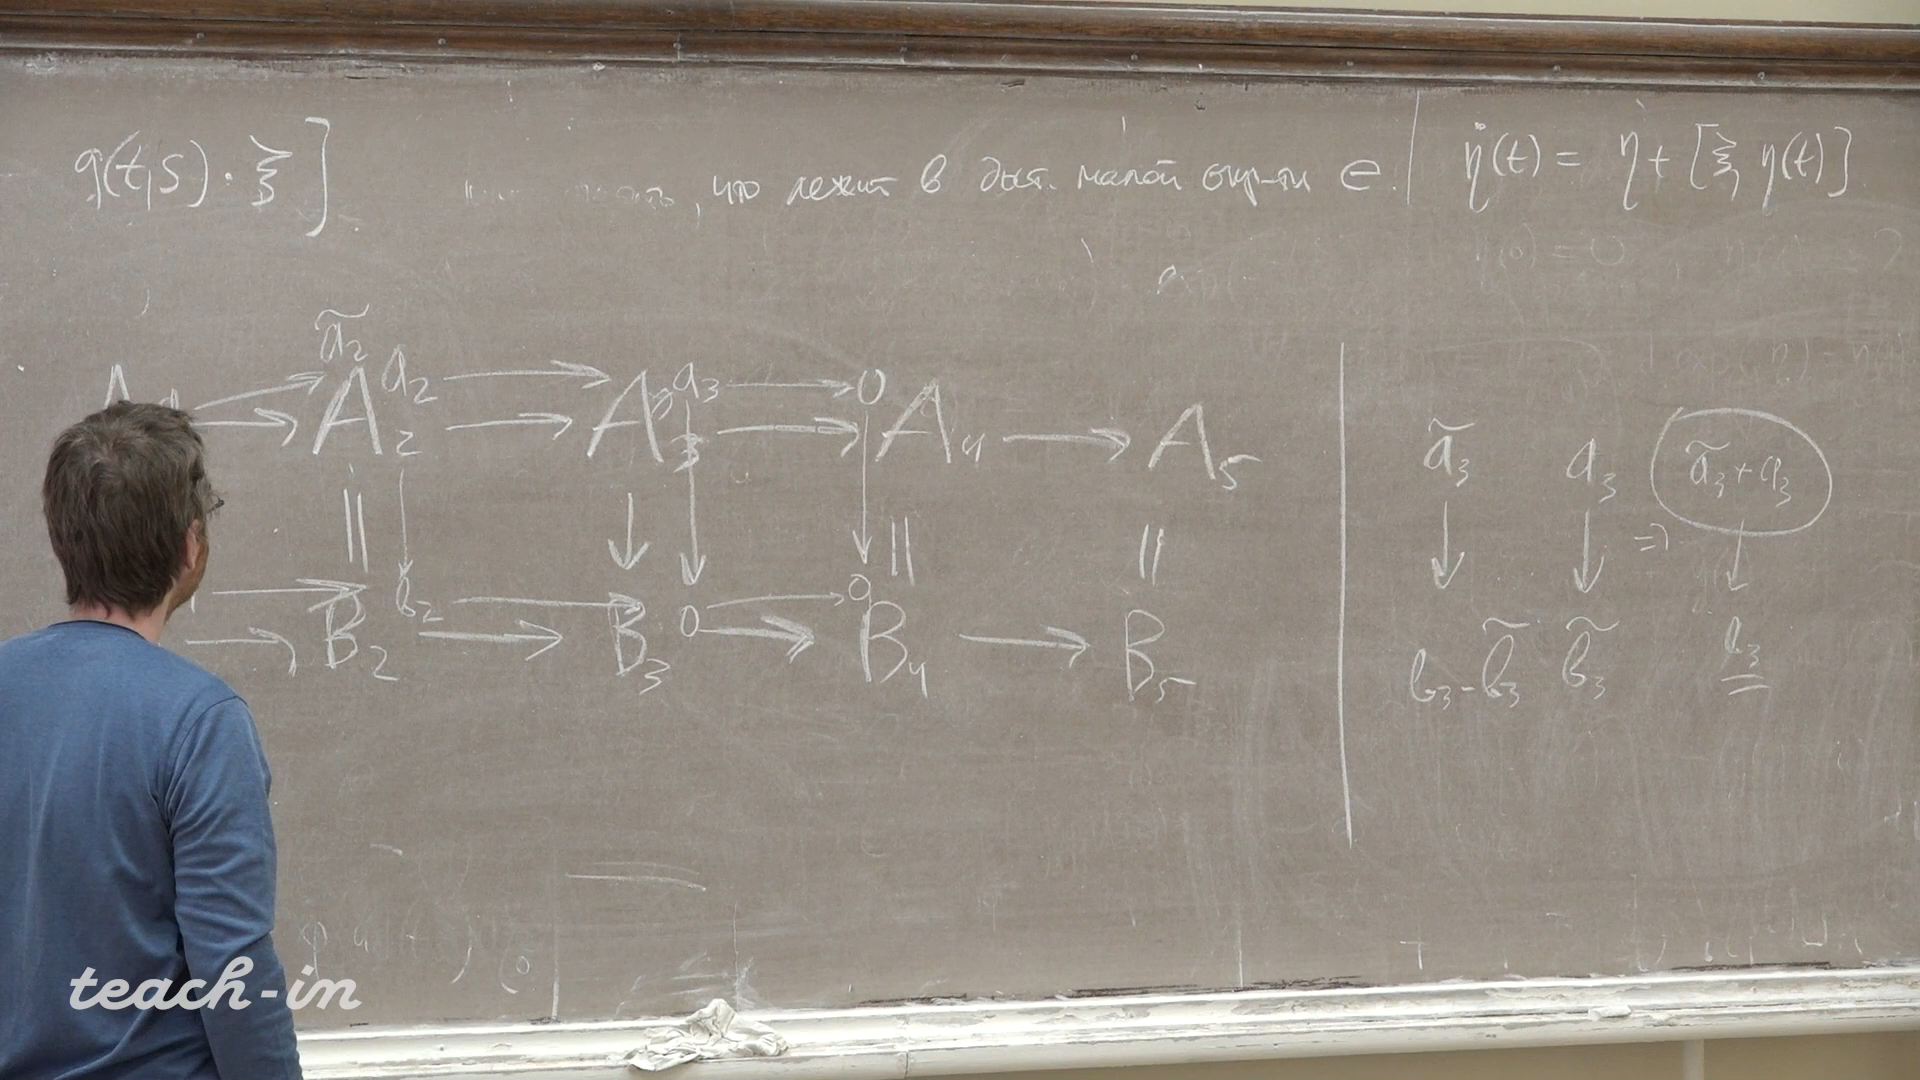 g(t,s)·ξ]
, что лежит в дост. малой окр-ти e. η̇(t) = η + [ξ, η(t)]
ã₂
A₂ a₂ → A₃ a₃ → 0 A₄ → A₅
B₂ b₂ → B₃ 0 → 0 B₄ → B₅
ã₃ a₃ ⇒ ã₃ + a₃
b₃ - b̃₃ b̃₃ b₃
teach-in